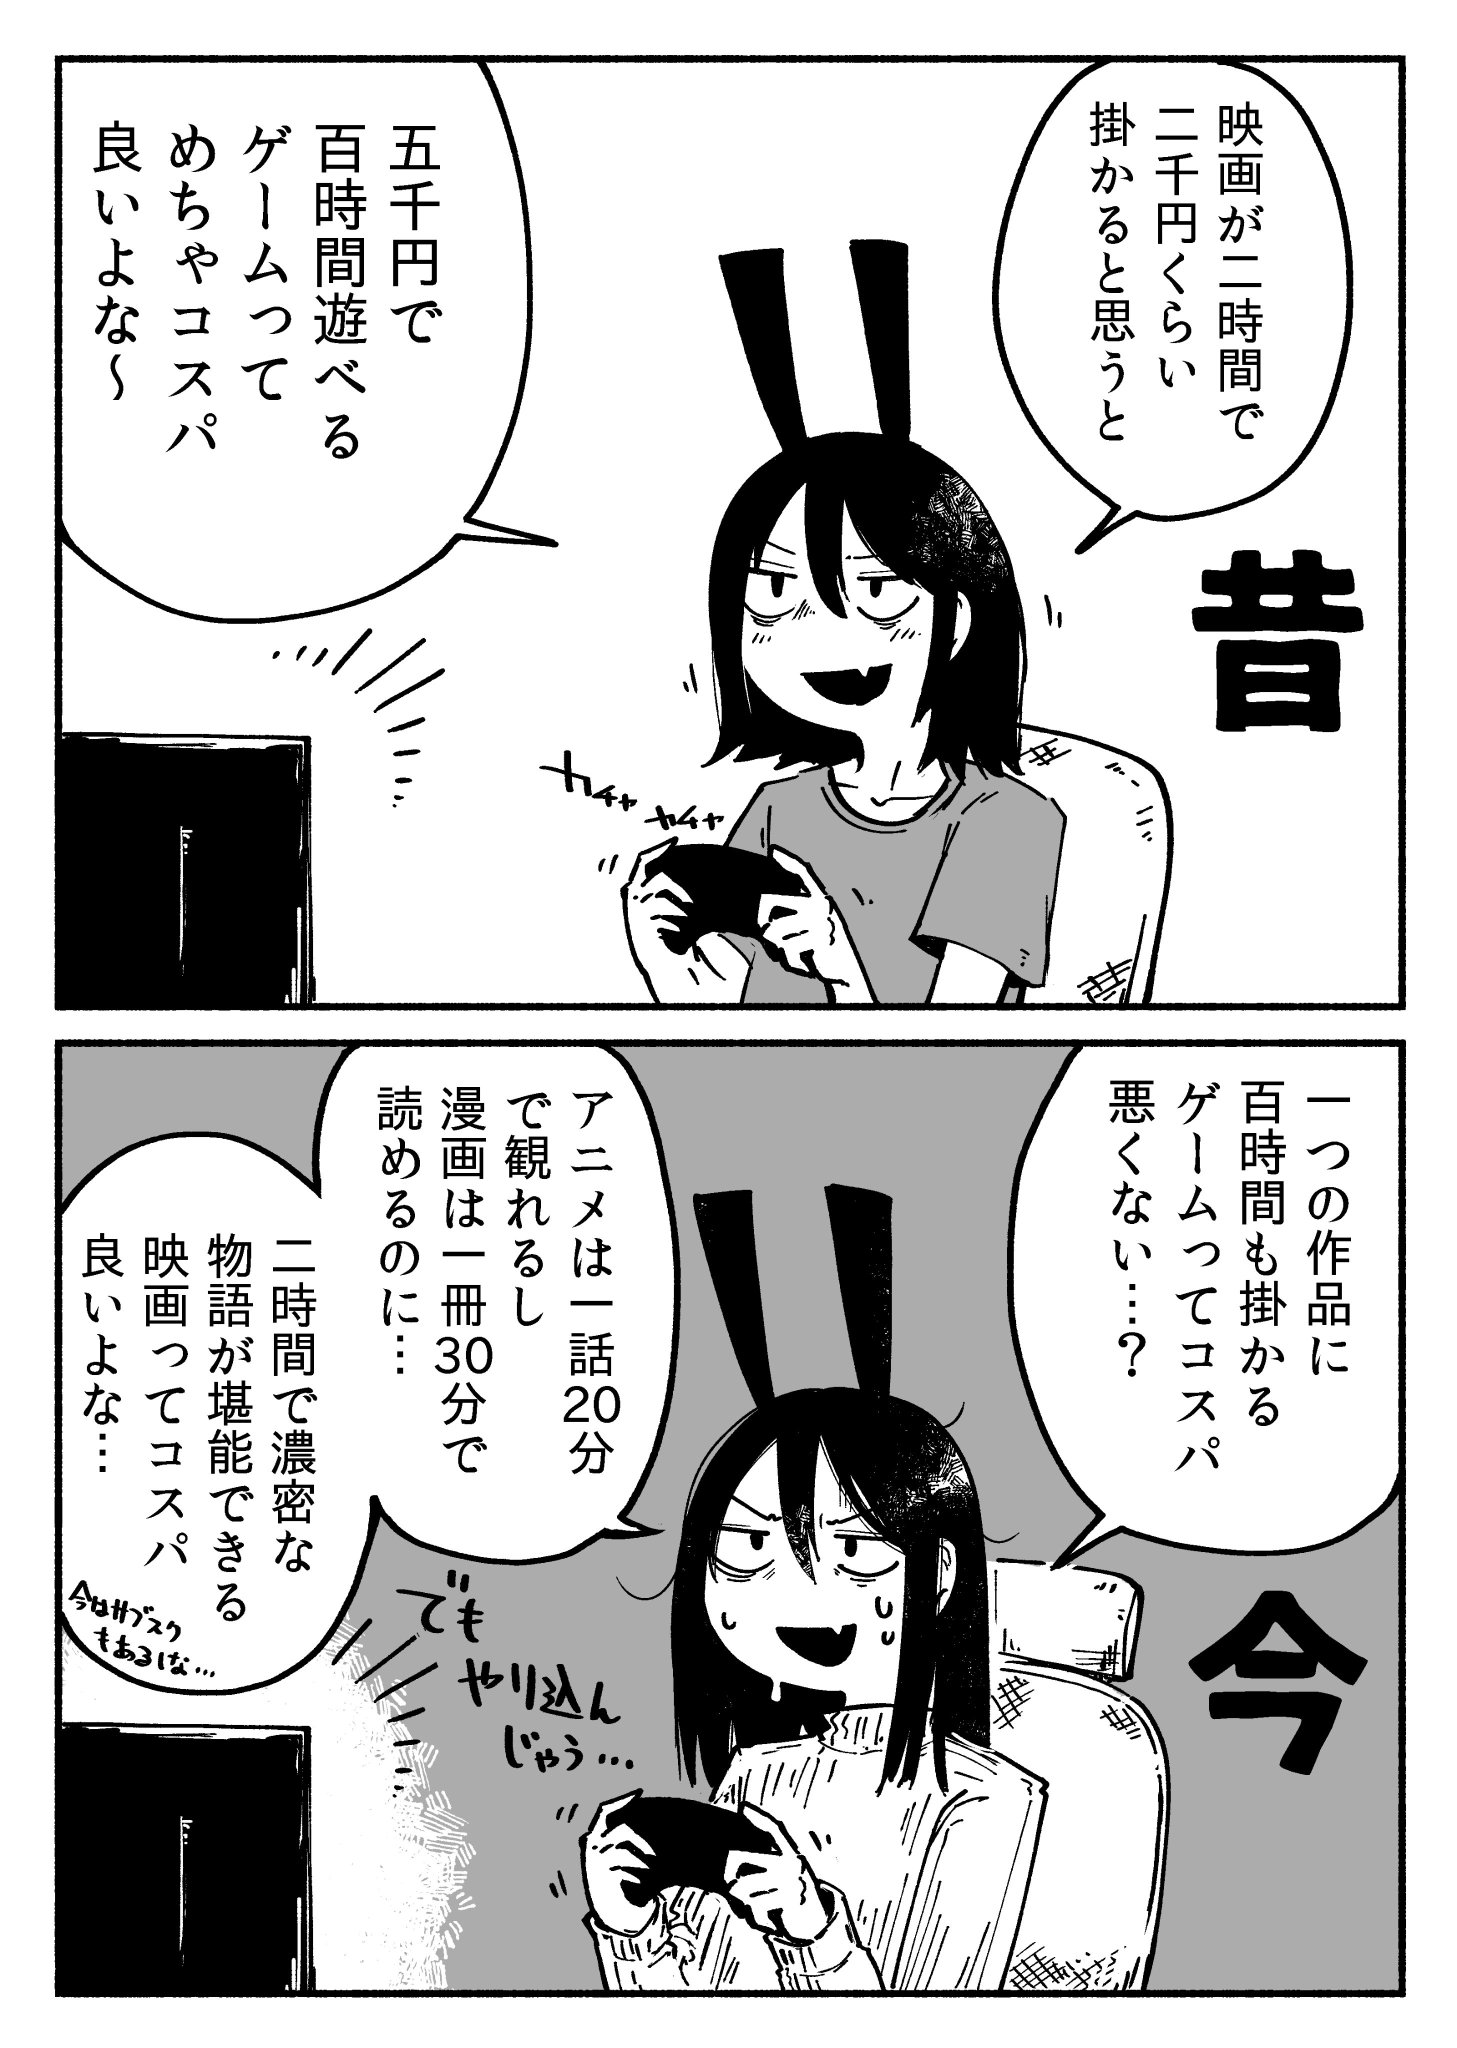 映画が二時間で
二千円くらい
掛かると思うと
五千円で
百時間遊べる
ゲームって
めちゃコスパ
良いよな〜
昔
カチャ
カチャ
一つの作品に
百時間も掛かる
ゲームってコスパ
悪くない…？
アニメは一話20分
で観れるし
漫画は一冊30分で
読めるのに…
二時間で濃密な
物語が堪能できる
映画ってコスパ
良いよな…
今はサブスク
もあるしな…
今
でも
やり込ん
じゃう…